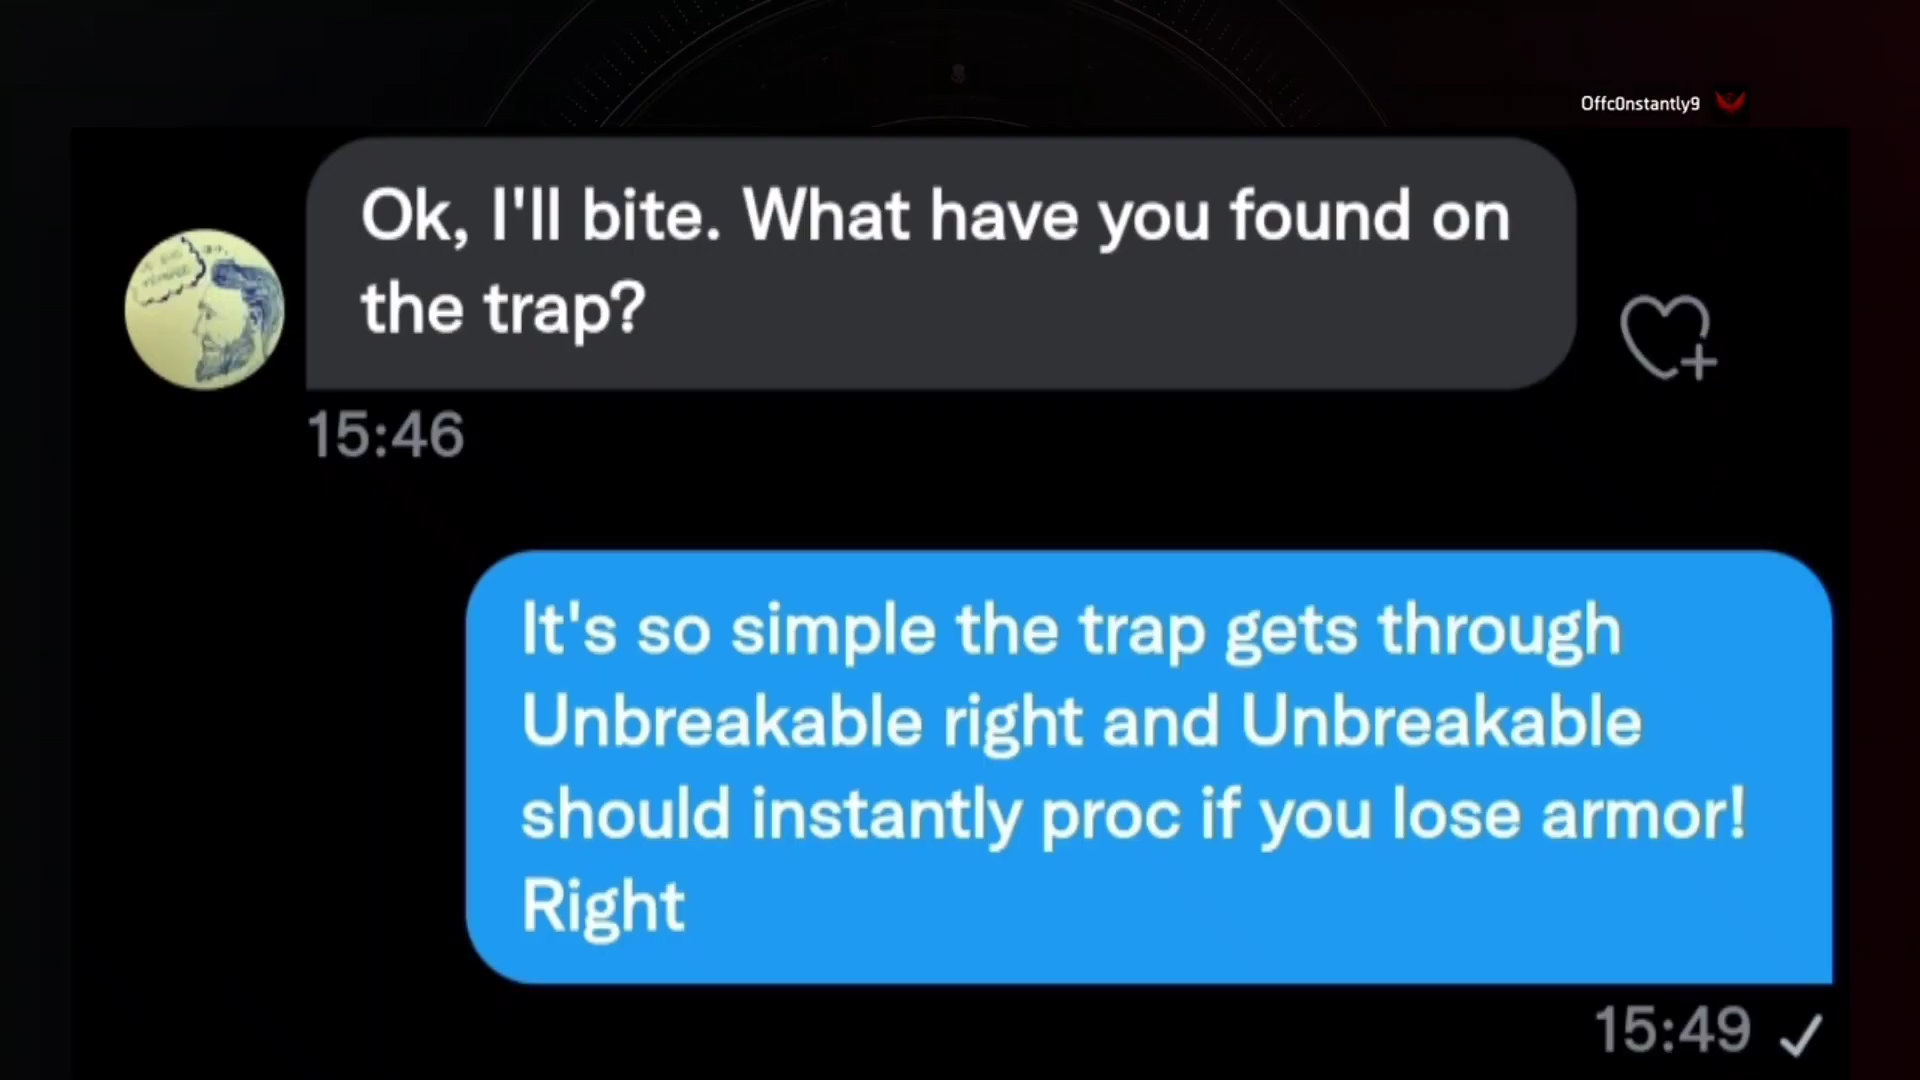 Offc0nstantly9
Ok, I'll bite. What have you found on
the trap?
15:46
It's so simple the trap gets through
Unbreakable right and Unbreakable
should instantly proc if you lose armor!
Right
15:49